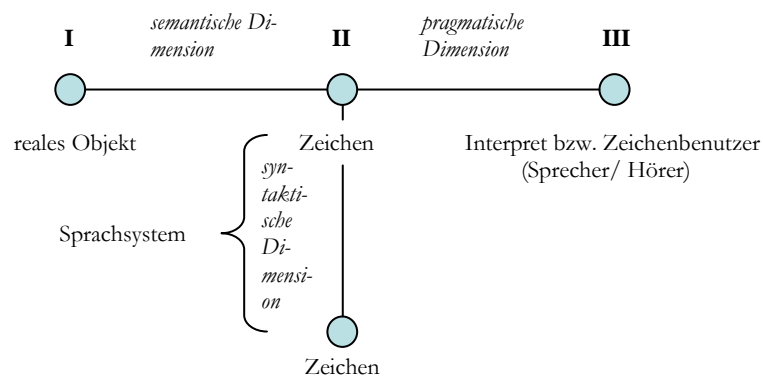 I
semantische Di-
mension
II
pragmatische
Dimension
III
reales Objekt
Zeichen
Interpret bzw. Zeichenbenutzer
(Sprecher/ Hörer)
Sprachsystem
syn-
takti-
sche
Di-
mensi-
on
Zeichen